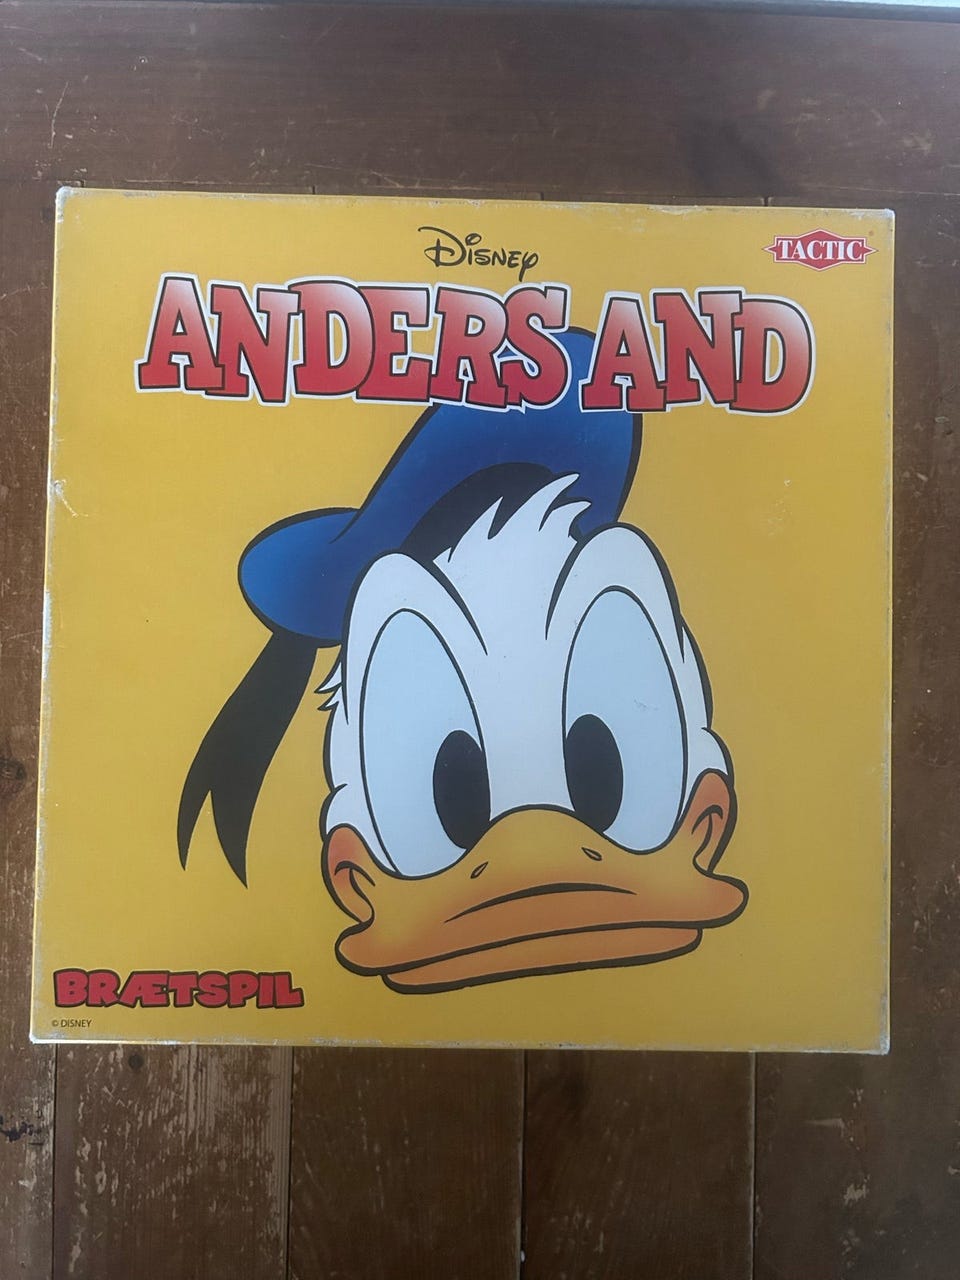 Disney
TACTIC®
ANDERS AND
BRÆTSPIL
© DISNEY